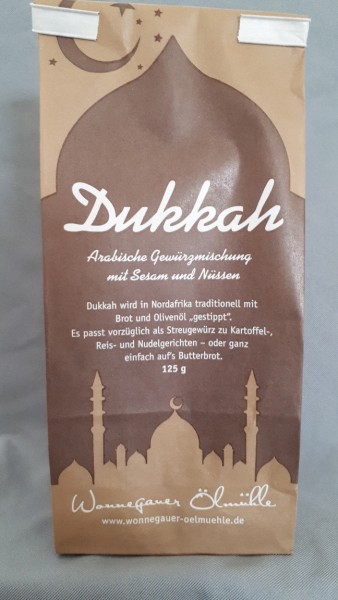 Dukkah
Arabische Gewürzmischung
mit Sesam und Nüssen
Dukkah wird in Nordafrika traditionell mit
Brot und Olivenöl „gestippt“.
Es passt vorzüglich als Streugewürz zu Kartoffel-,
Reis- und Nudelgerichten – oder ganz
einfach auf's Butterbrot.
125 g
Wonnegauer Ölmühle
www.wonnegauer-oelmuehle.de